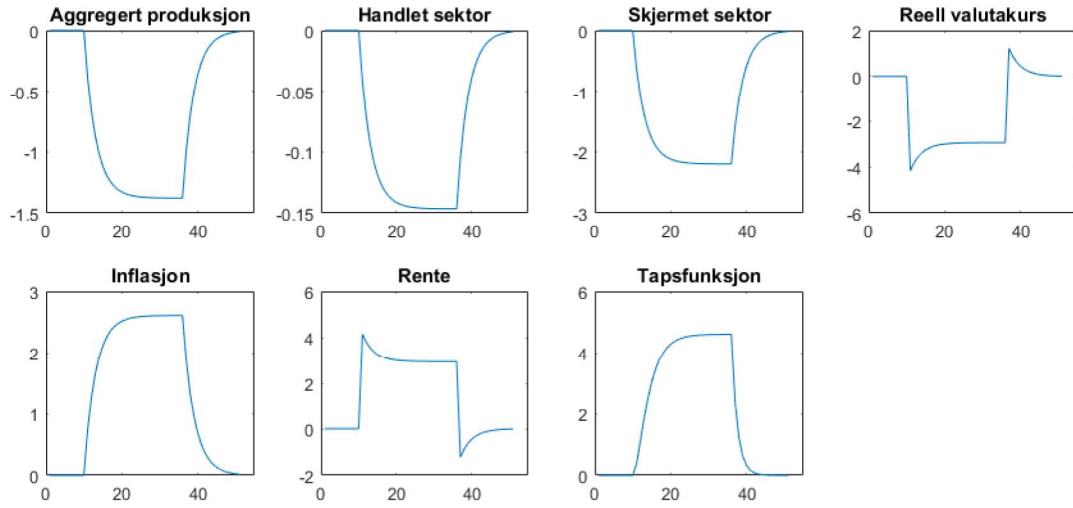 Aggregert produksjon
0
-0.5
-1
-1.5
0 20 40
Handlet sektor
0
-0.05
-0.1
-0.15
0 20 40
Skjermet sektor
0
-1
-2
-3
0 20 40
Reell valutakurs
2
0
-2
-4
-6
0 20 40
Inflasjon
3
2
1
0
0 20 40
Rente
6
4
2
0
-2
0 20 40
Tapsfunksjon
6
4
2
0
0 20 40